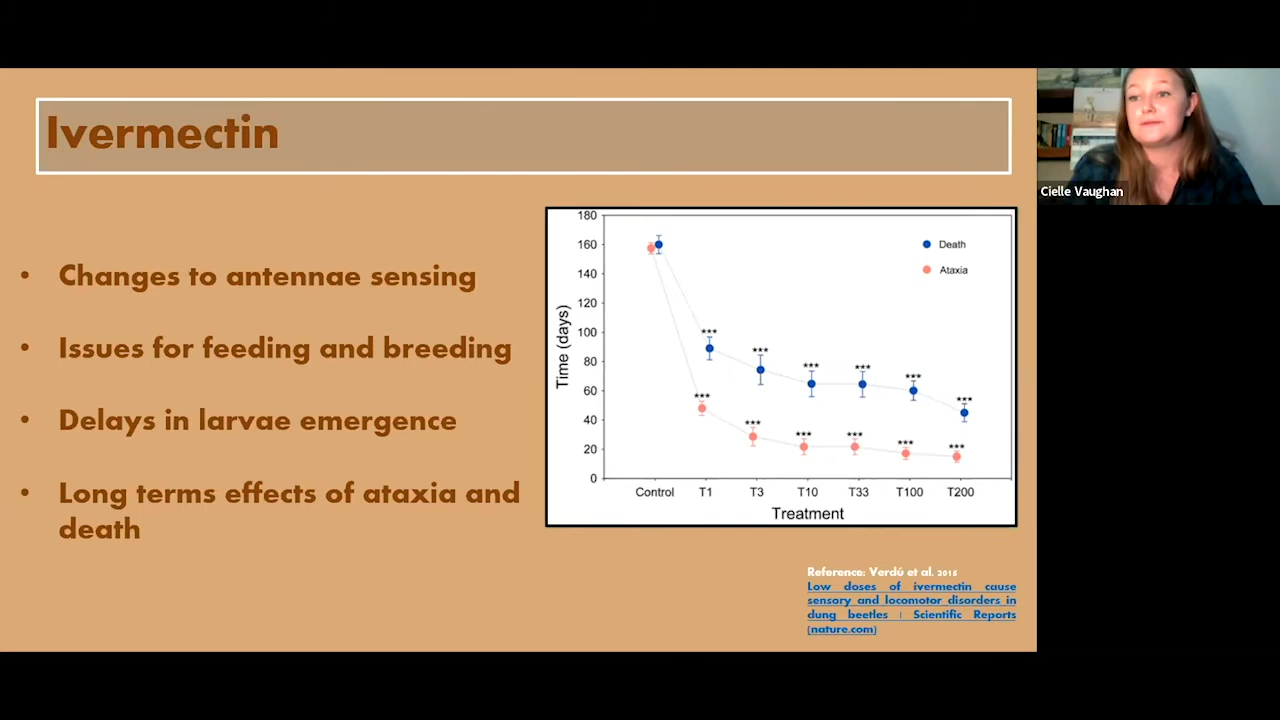 Ivermectin
• Changes to antennae sensing
• Issues for feeding and breeding
• Delays in larvae emergence
• Long terms effects of ataxia and
death
180
160
140
120
100
80
60
40
20
0
Time (days)
Death
Ataxia
***
***
***
***
***
***
***
***
***
***
***
***
Control T1 T3 T10 T33 T100 T200
Treatment
Reference: Verdú et al. 2015
Low doses of ivermectin cause
sensory and locomotor disorders in
dung beetles | Scientific Reports
(nature.com)
Cielle Vaughan